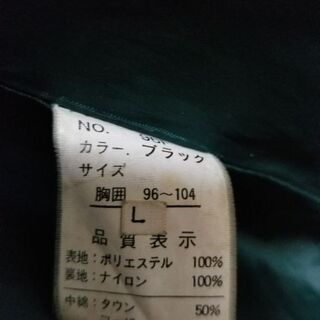 NO.
カラー. ブラック
サイズ
胸囲 96～104
L
品質表示
表地: ポリエステル 100%
裏地: ナイロン 100%
中綿: タウン 50%